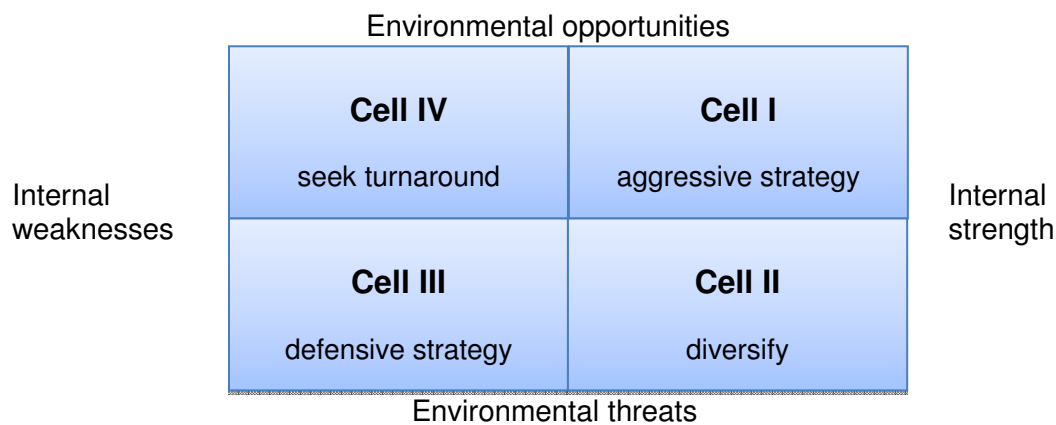 Environmental opportunities
Cell IV
seek turnaround
Cell I
aggressive strategy
Internal
weaknesses
Internal
strength
Cell III
defensive strategy
Cell II
diversify
Environmental threats